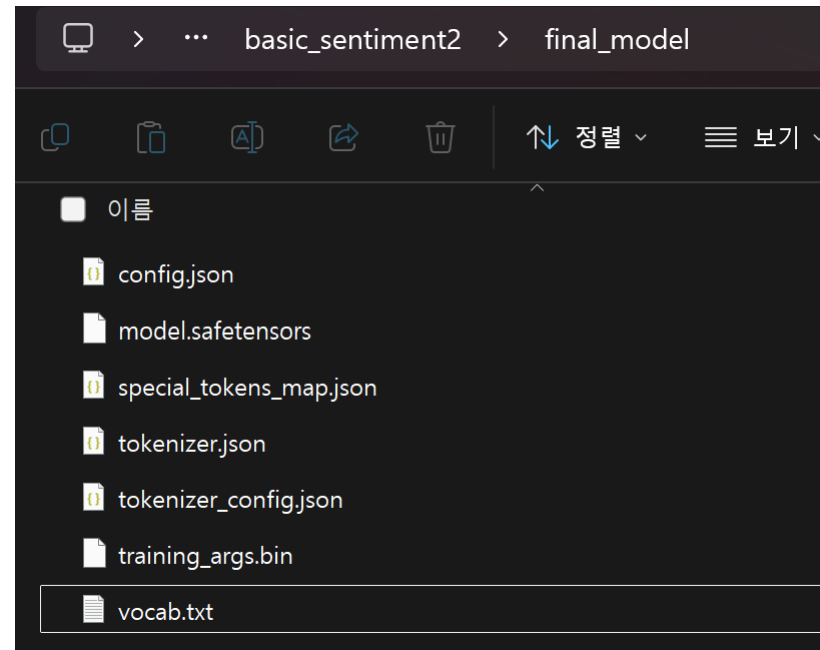 > ··· basic_sentiment2 > final_model
정렬 보기
이름
config.json
model.safetensors
special_tokens_map.json
tokenizer.json
tokenizer_config.json
training_args.bin
vocab.txt